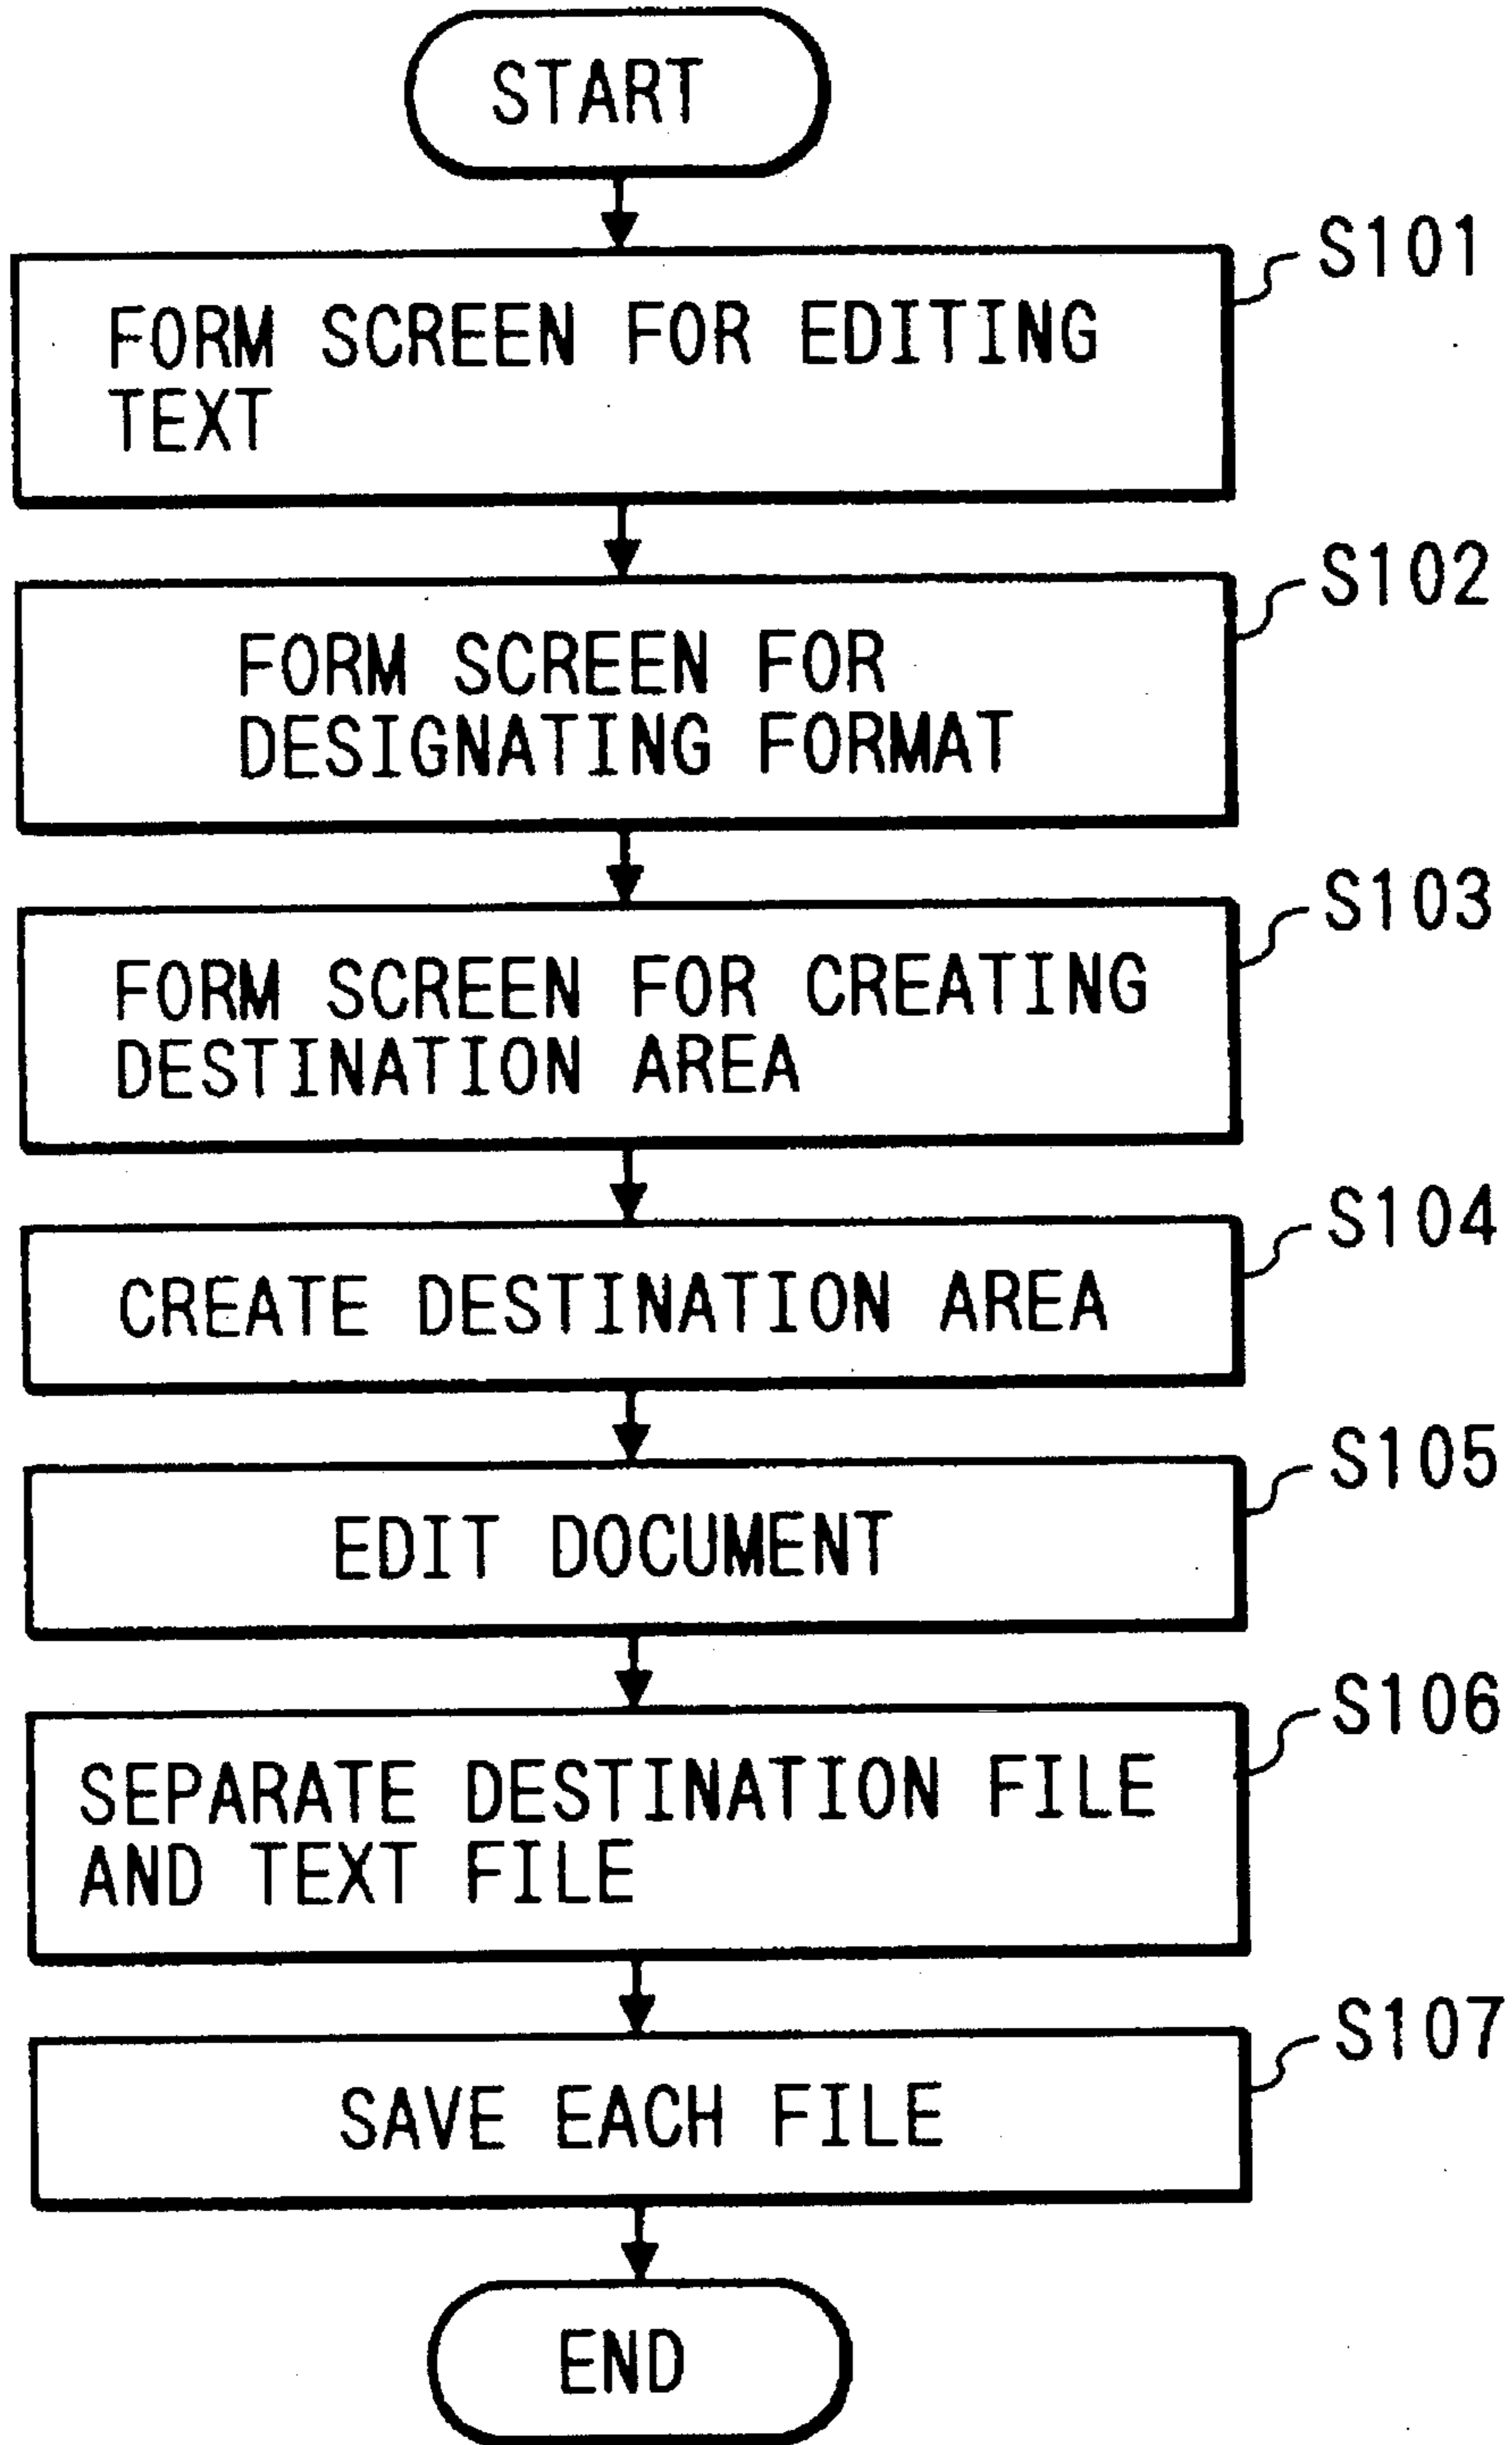 START
S101
FORM SCREEN FOR EDITING
TEXT
S102
FORM SCREEN FOR
DESIGNATING FORMAT
S103
FORM SCREEN FOR CREATING
DESTINATION AREA
S104
CREATE DESTINATION AREA
S105
EDIT DOCUMENT
S106
SEPARATE DESTINATION FILE
AND TEXT FILE
S107
SAVE EACH FILE
END